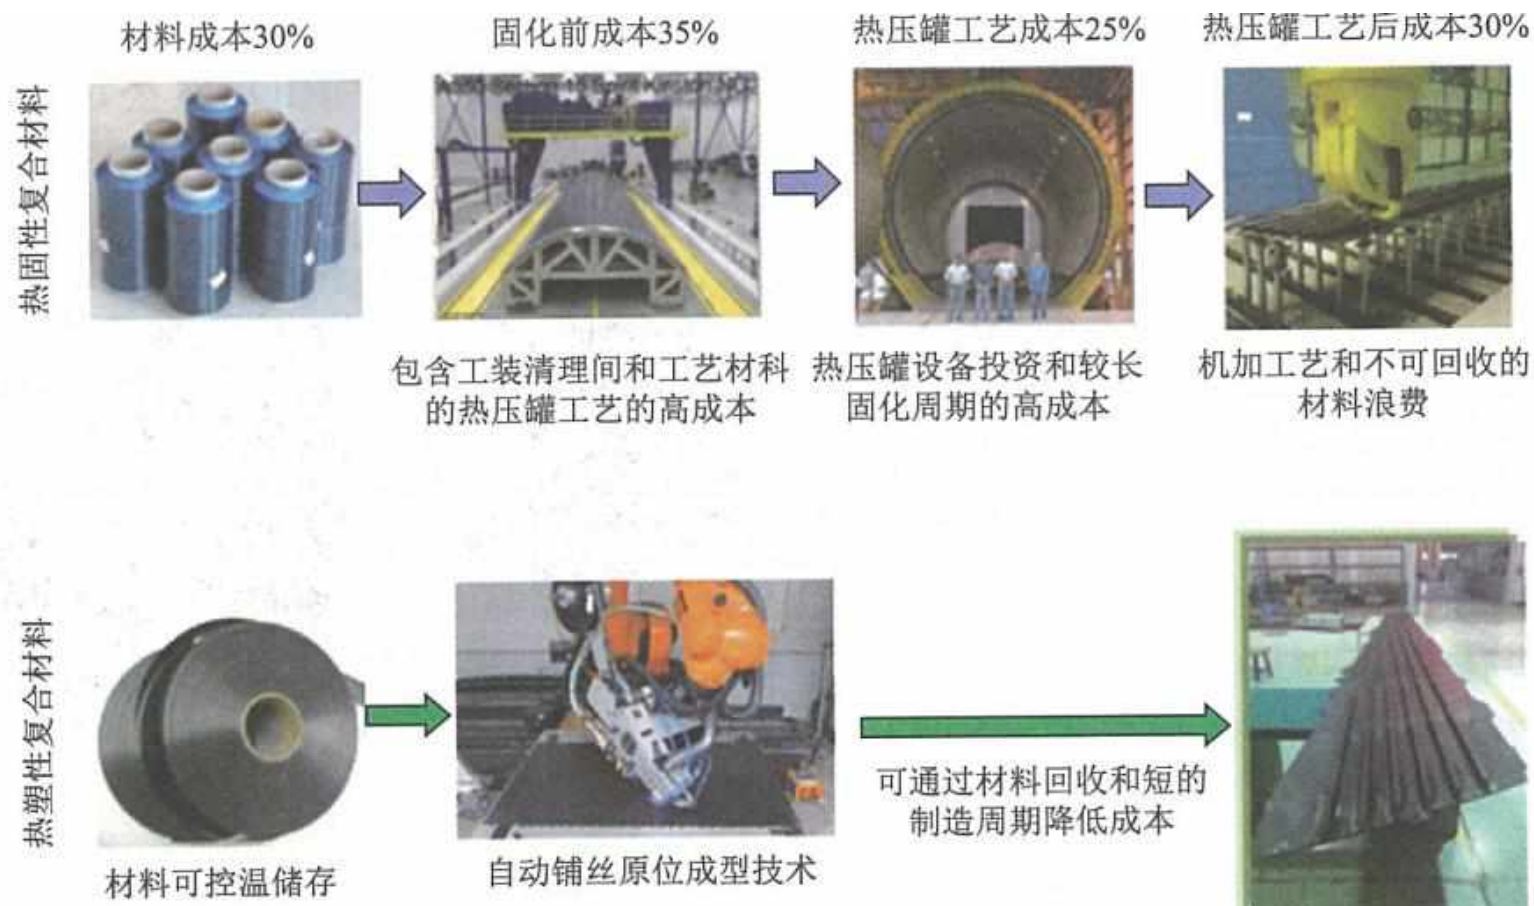 材料成本30%
固化前成本35%
热压罐工艺成本25%
热压罐工艺后成本30%
热固性复合材料
包含工装清理间和工艺材料
的热压罐工艺的高成本
热压罐设备投资和较长
固化周期的高成本
机加工艺和不可回收的
材料浪费
热塑性复合材料
材料可控温储存
自动铺丝原位成型技术
可通过材料回收和短的
制造周期降低成本